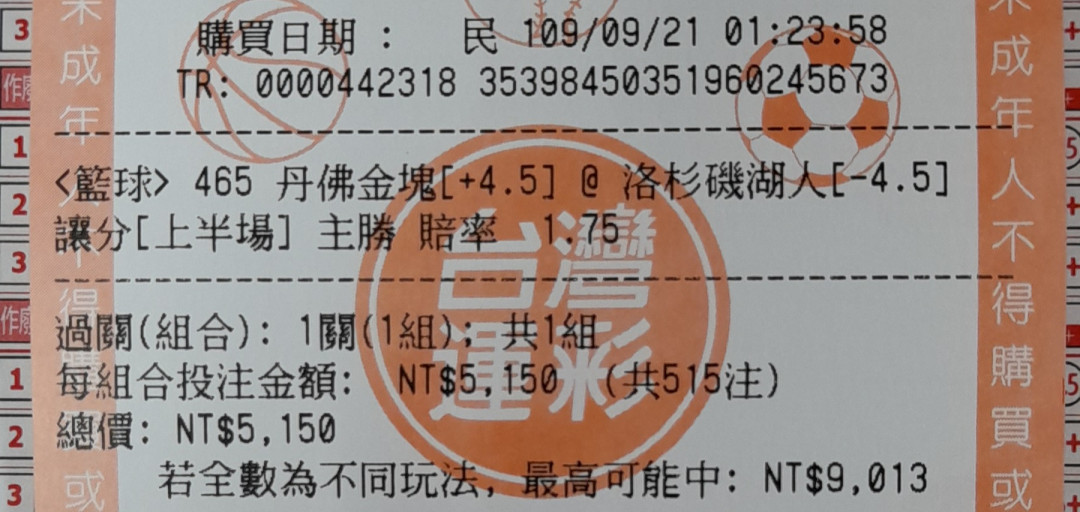 購買日期： 民 109/09/21 01:23:58
TR: 0000442318 353984503519602​45673
<籃球> 465 丹佛金塊[+4.5] @ 洛杉磯湖人[-4.5]
讓分[上半場] 主勝 賠率 1.75
過關(組合): 1關(1組); 共1組
每組合投注金額: NT$5,150 (共515注)
總價: NT$5,150
若全數為不同玩法, 最高可能中: NT$9,013
台灣
運彩
未成年人不得購買或